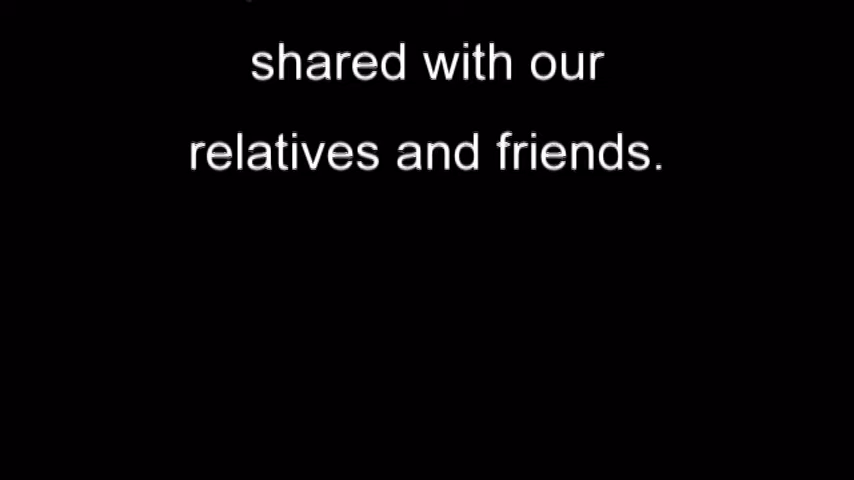 shared with our
relatives and friends.